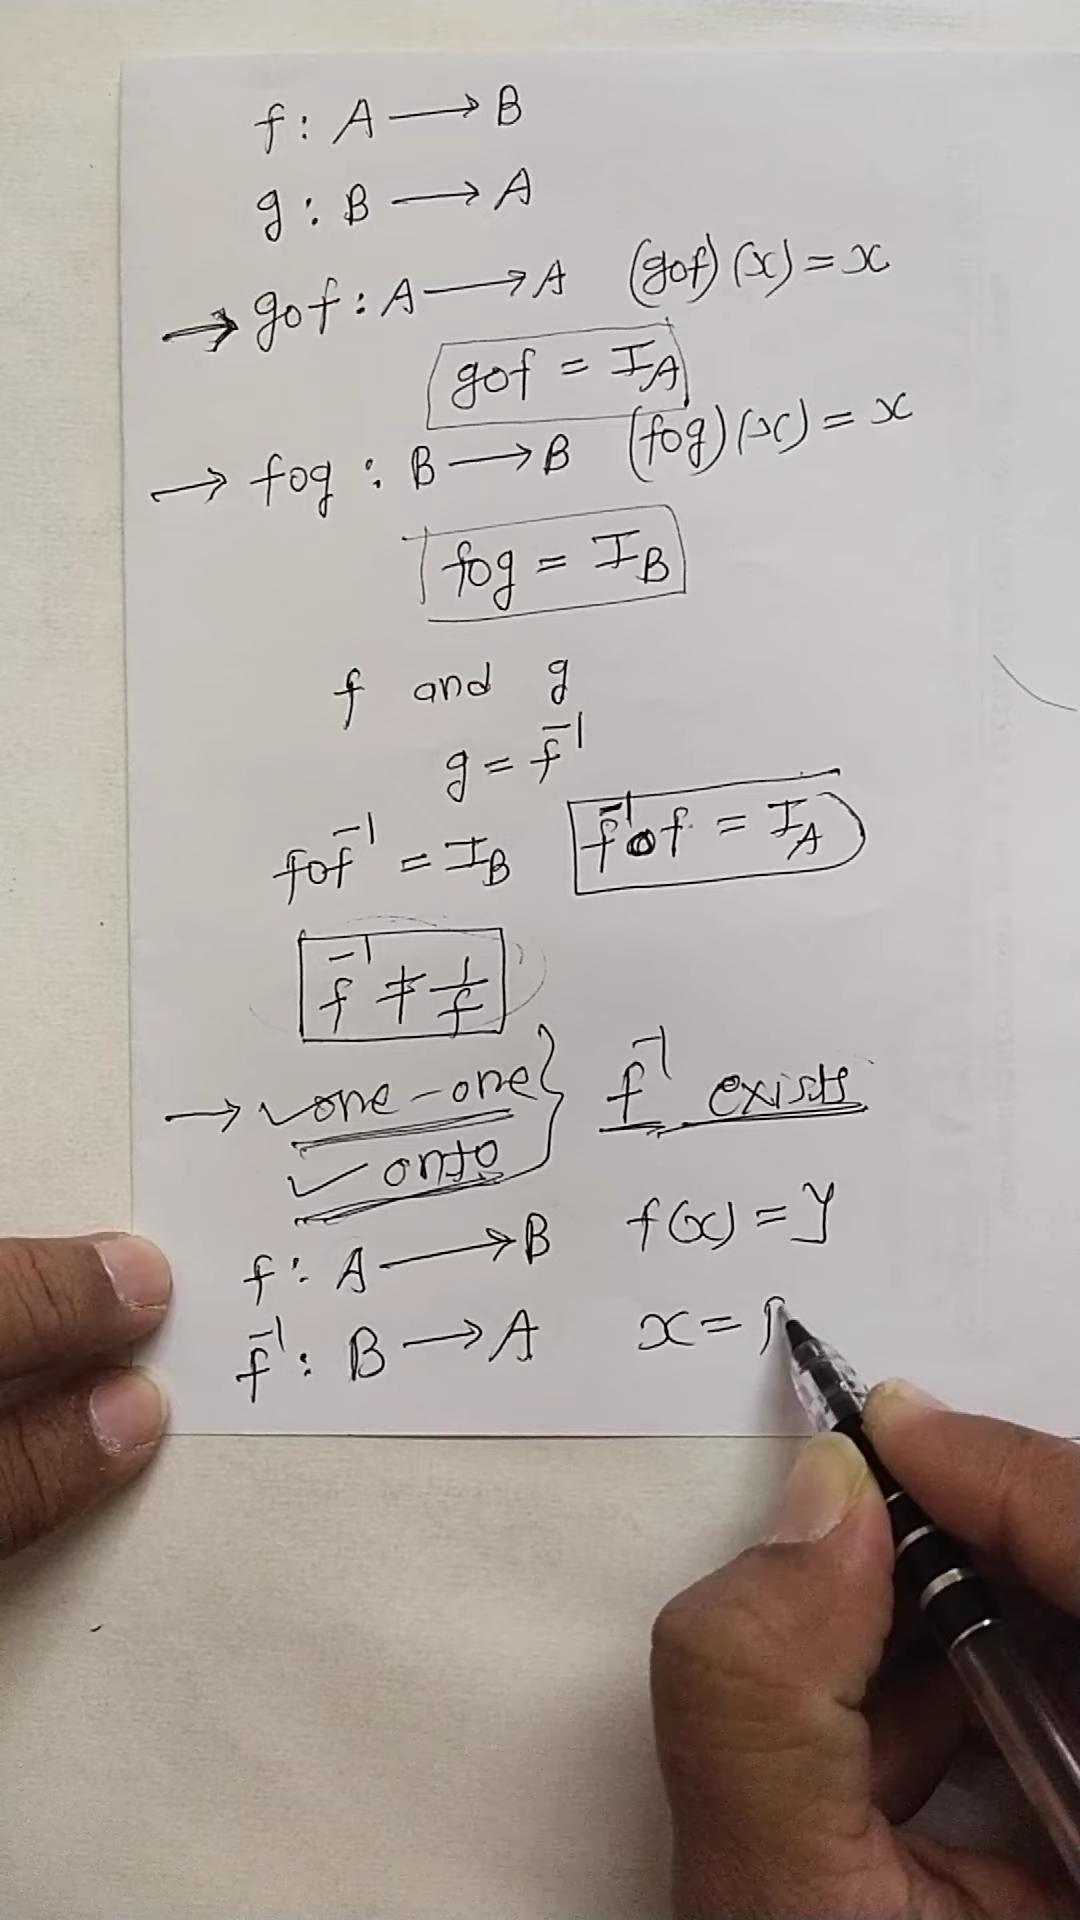 f : A ⟶ B
g : B ⟶ A
→ gof : A ⟶ A (gof)(x) = x
gof = I_A
→ fog : B ⟶ B (fog)(x) = x
fog = I_B
f and g
g = f⁻¹
fof⁻¹ = I_B f⁻¹of = I_A
f⁻¹ ≠ 1/f
→ ✓one-one } f⁻¹ exists
✓onto
f : A ⟶ B f(x) = y
f⁻¹ : B ⟶ A x =